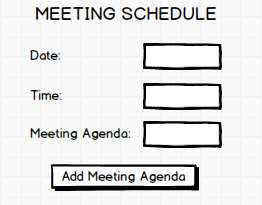 MEETING SCHEDULE
Date:
Time:
Meeting Agenda:
Add Meeting Agenda